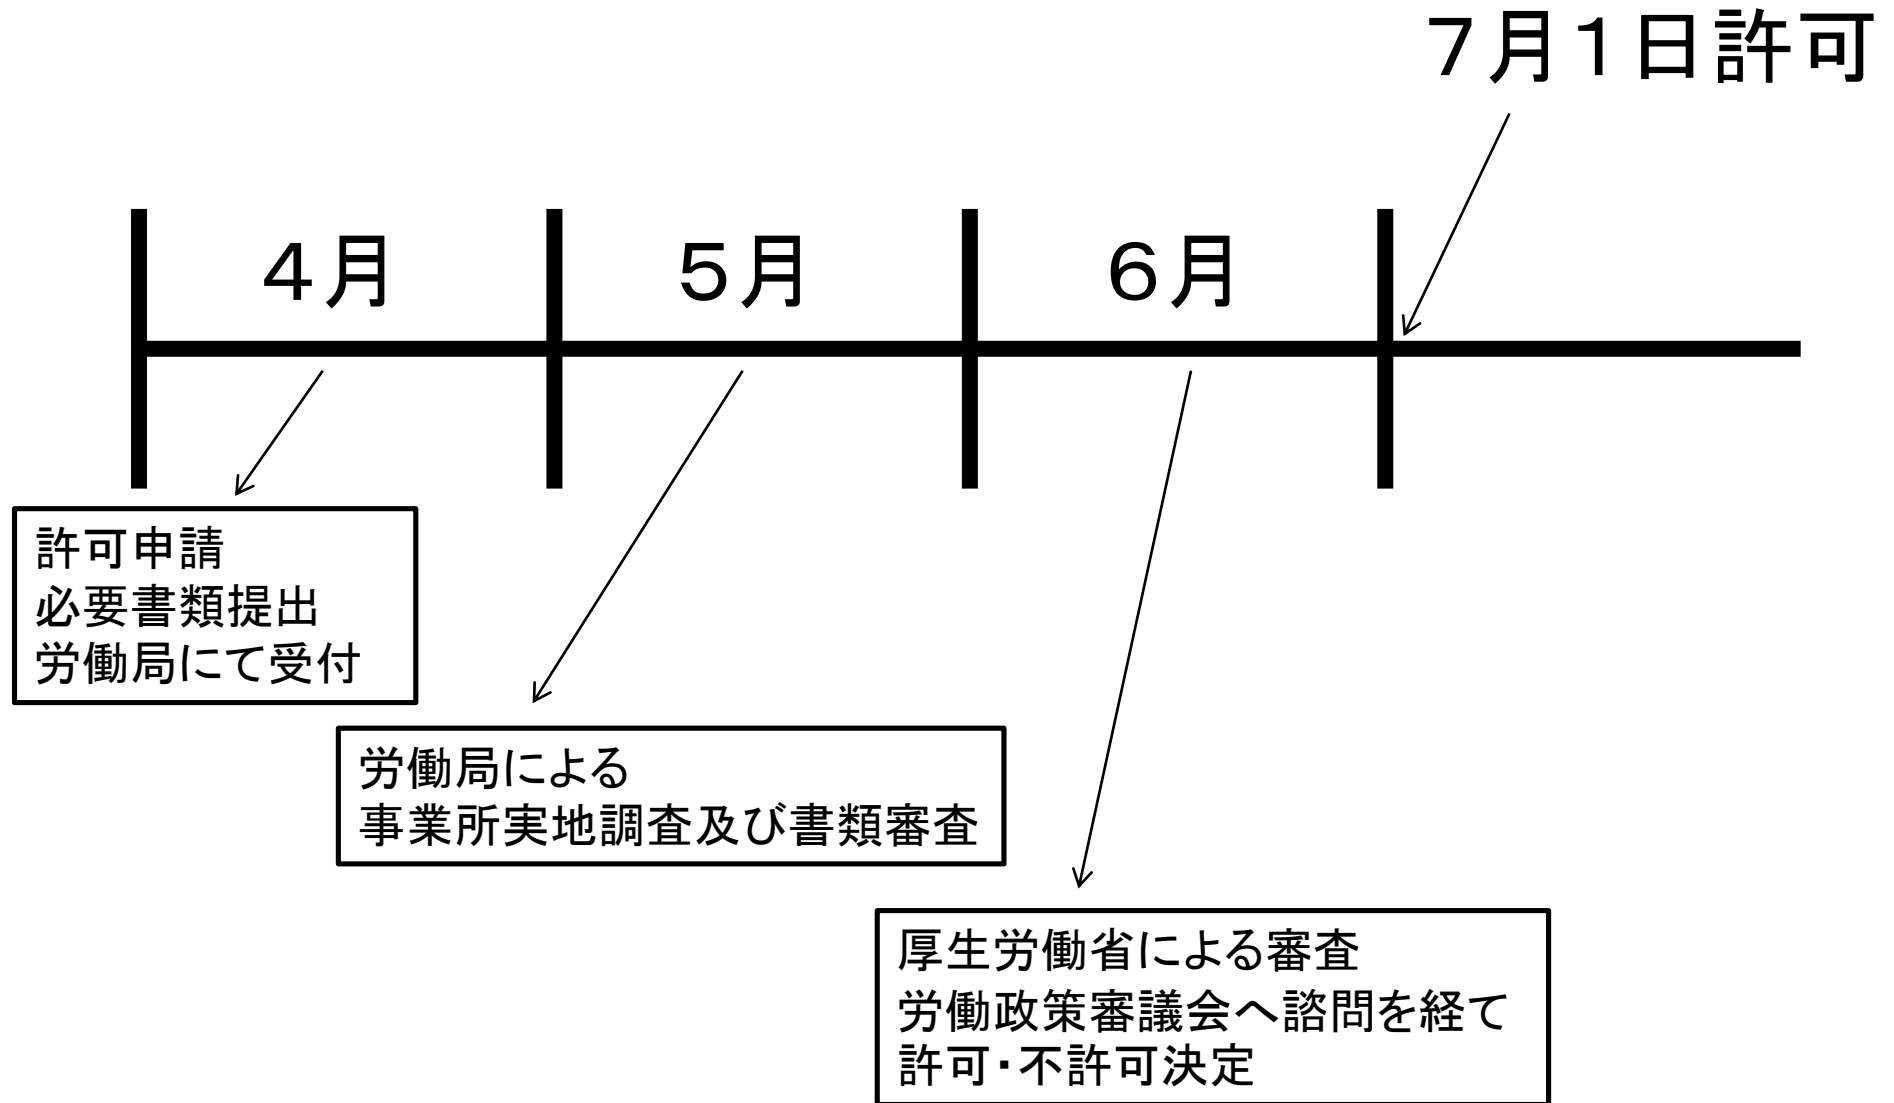 ７月１日許可
４月
５月
６月
許可申請
必要書類提出
労働局にて受付
労働局による
事業所実地調査及び書類審査
厚生労働省による審査
労働政策審議会へ諮問を経て
許可・不許可決定